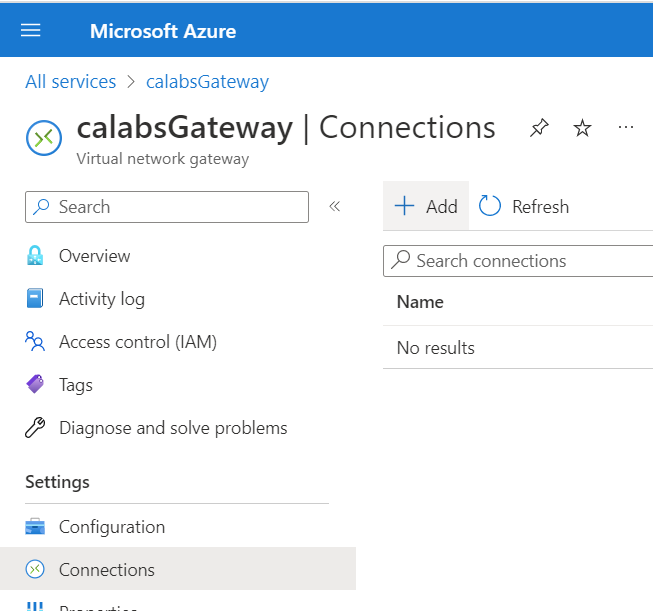 Microsoft Azure
All services > calabsGateway
calabsGateway | Connections
Virtual network gateway
Search
Add
Refresh
Search connections
Name
No results
Overview
Activity log
Access control (IAM)
Tags
Diagnose and solve problems
Settings
Configuration
Connections
Properties